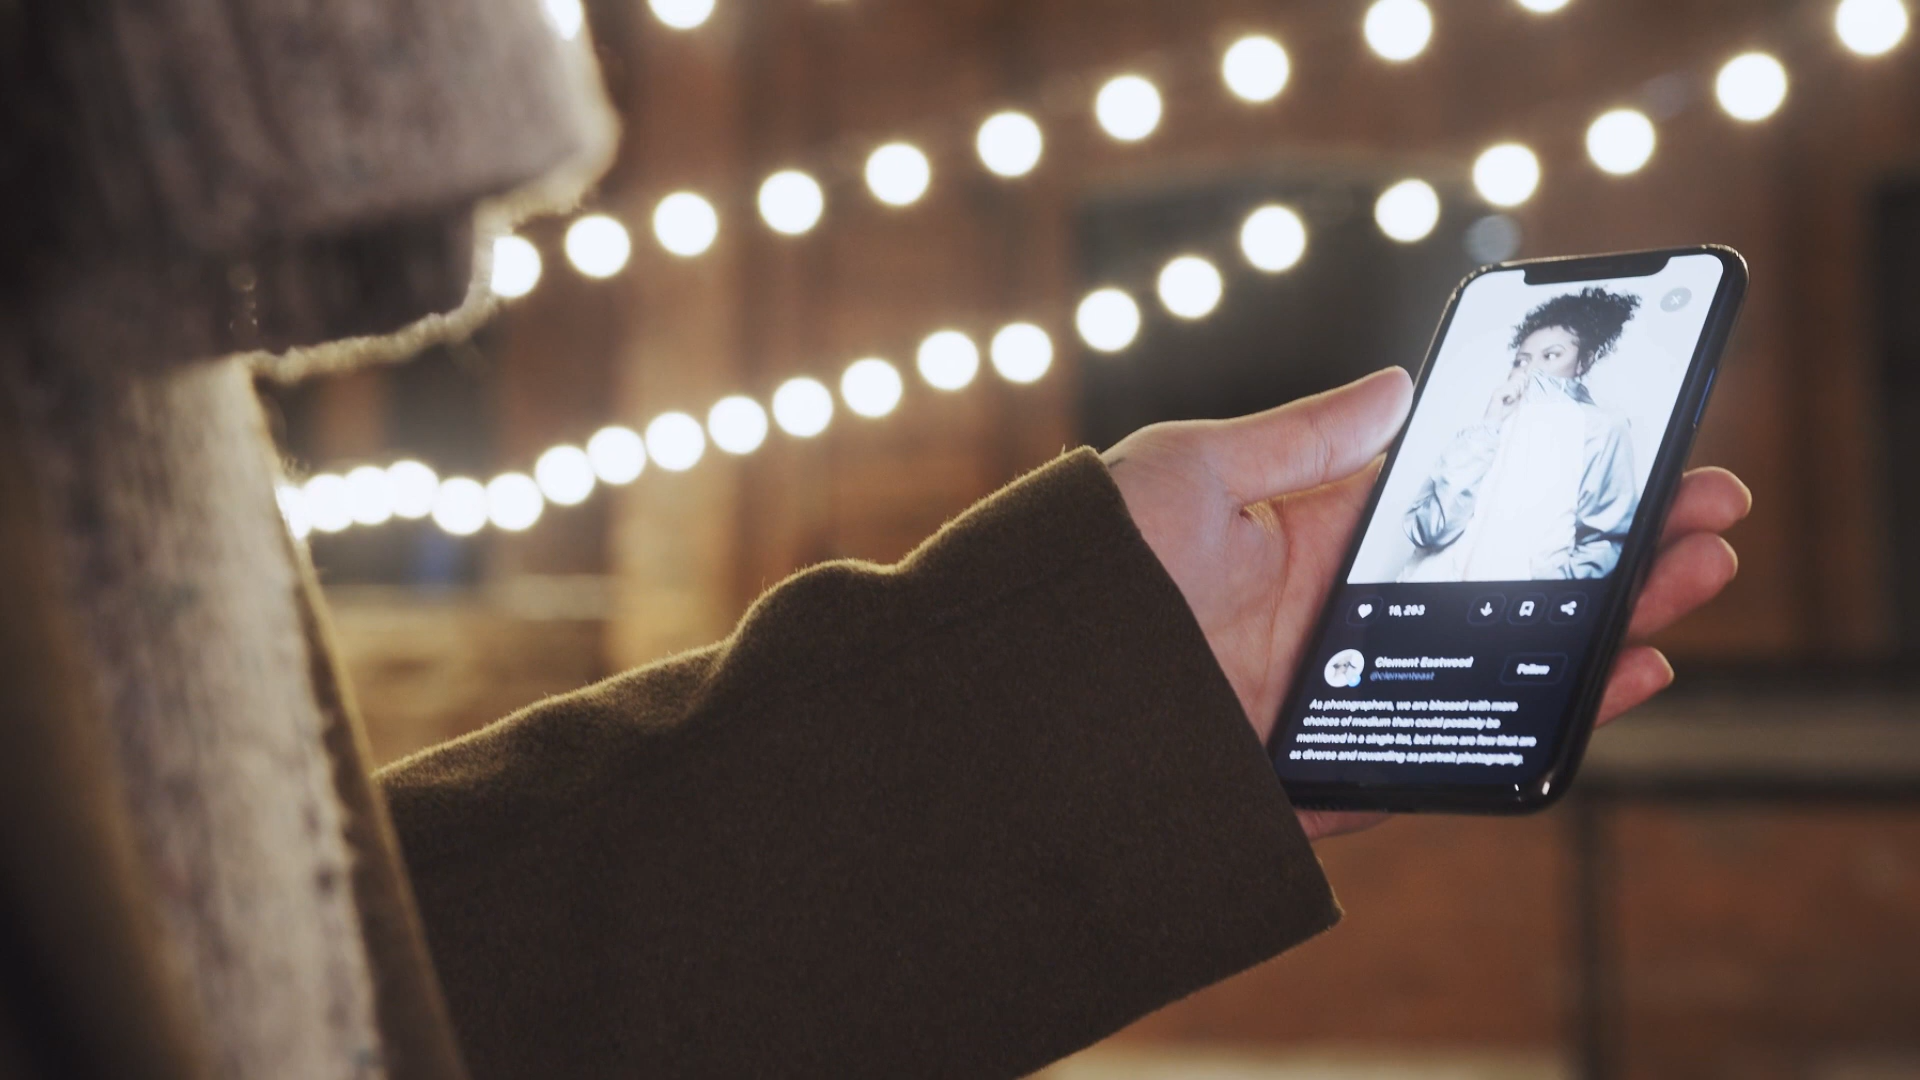 10,293
Clement Eastwood
@clementeast
Follow
As photographers, we are blessed with more
choices of medium than could possibly be
mentioned in a single list, but there are few that are
as diverse and rewarding as portrait photography.